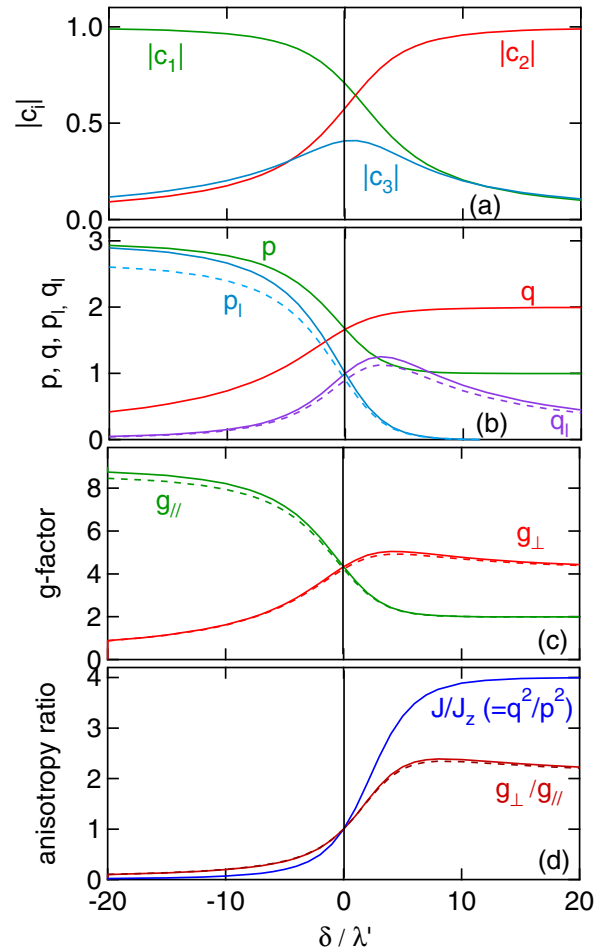 1.0
0.5
0.0
|c_i|
|c_1|
|c_2|
|c_3|
(a)
3
2
1
0
p, q, p_l, q_l
p
q
p_l
q_l
(b)
8
6
4
2
0
g-factor
g_//
g_⊥
(c)
4
3
2
1
0
anisotropy ratio
J/J_z (=q^2/p^2)
g_⊥/g_//
(d)
-20 -10 0 10 20
δ / λ'